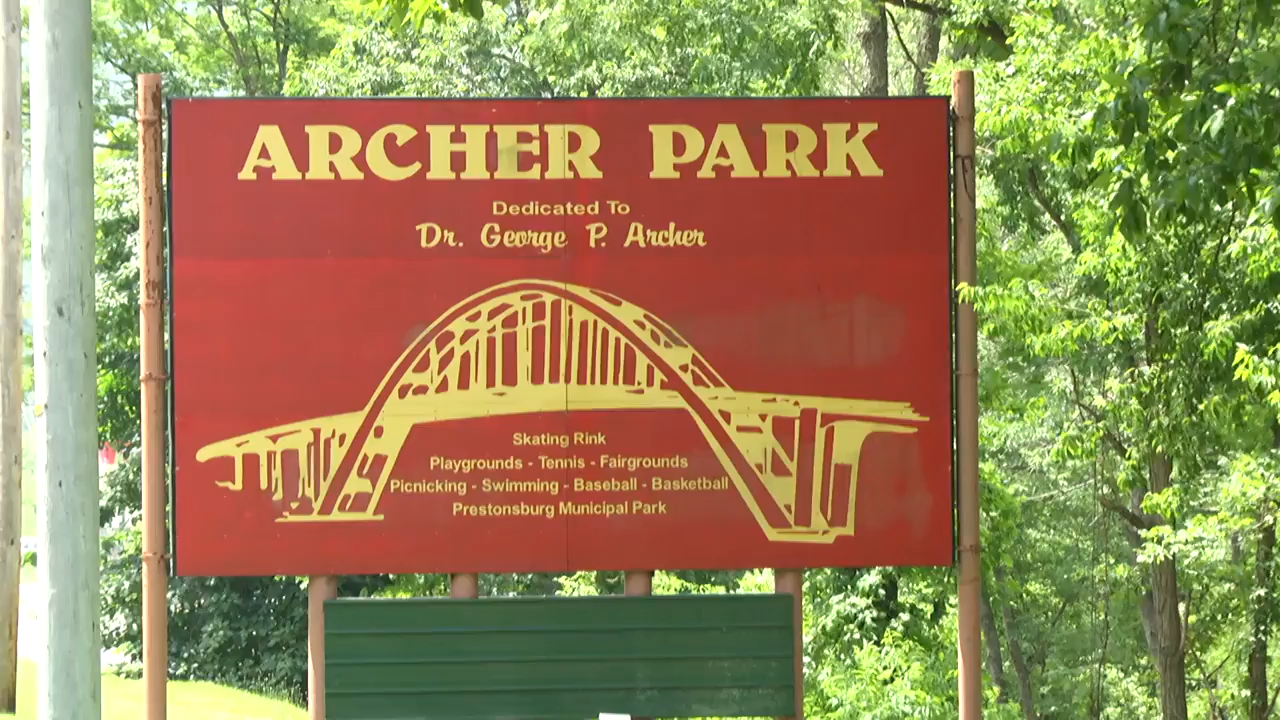 ARCHER PARK
Dedicated To
Dr. George P. Archer
Skating Rink
Playgrounds - Tennis - Fairgrounds
Picnicking - Swimming - Baseball - Basketball
Prestonsburg Municipal Park